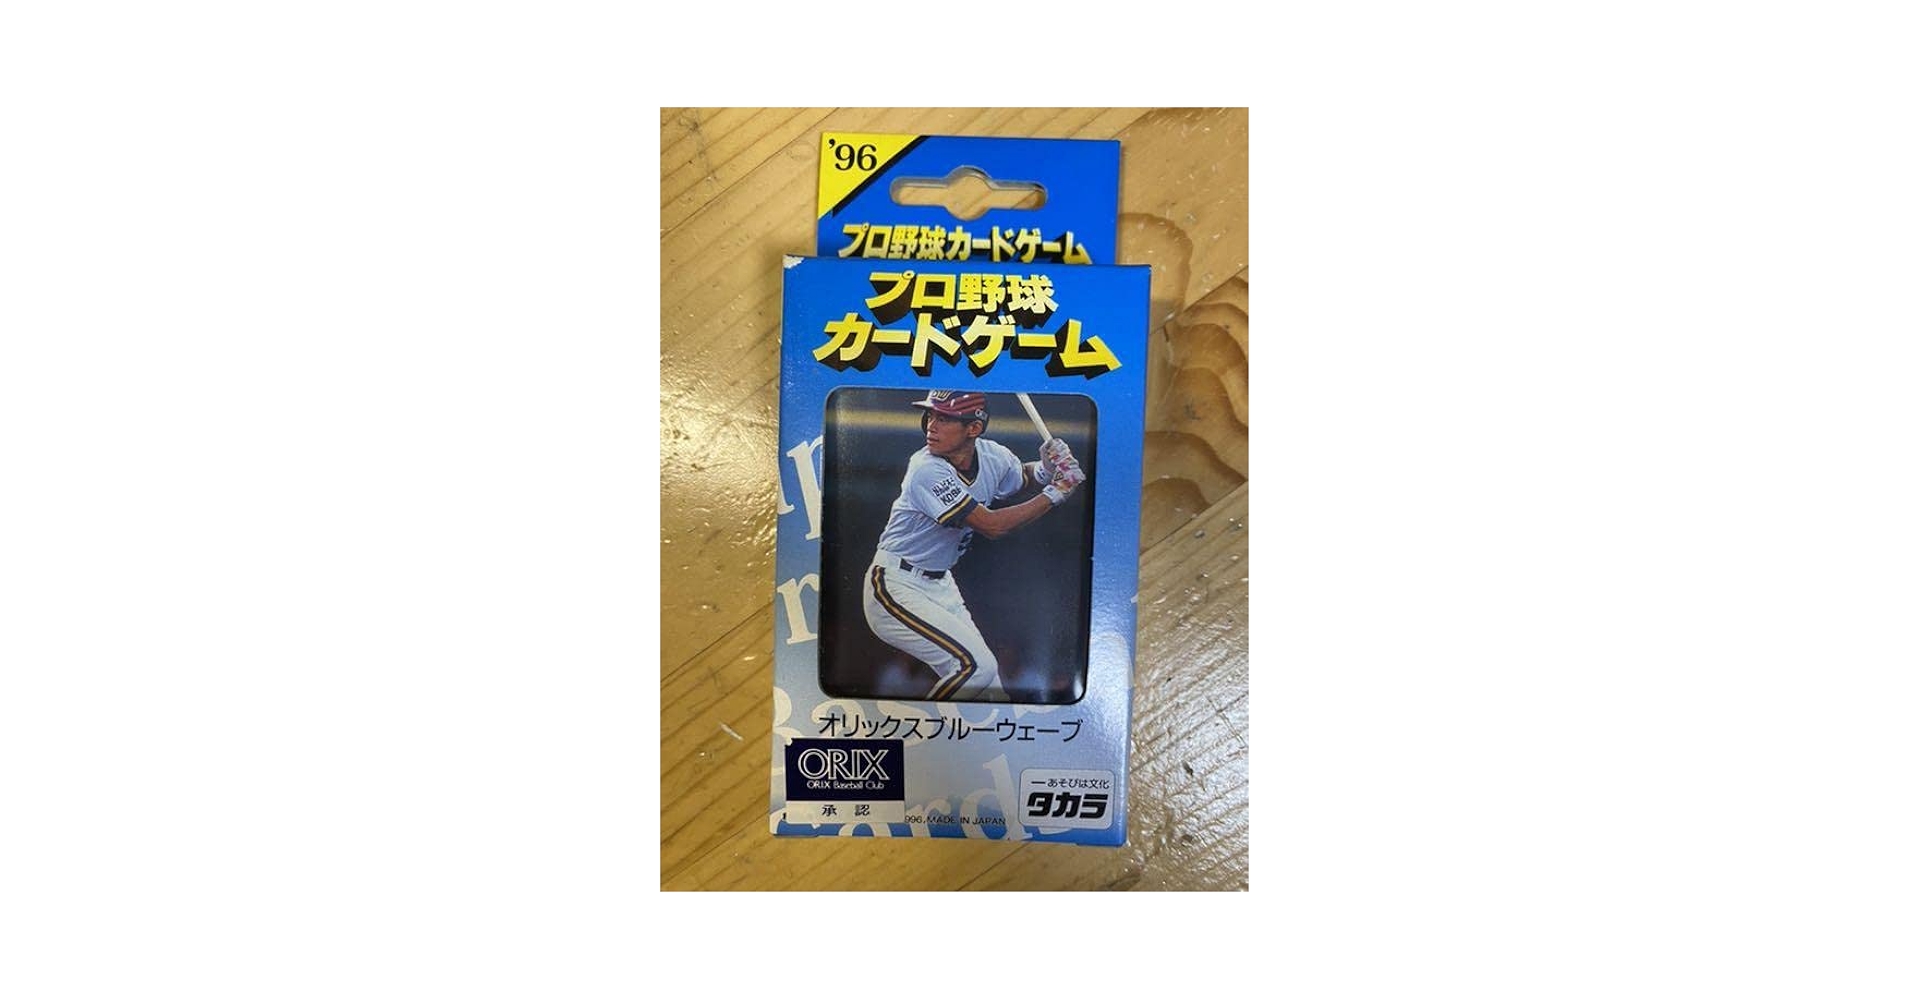 '96
プロ野球カードゲーム
プロ野球
カードゲーム
ORIX
オリックスブルーウェーブ
ORIX
ORIX Baseball Club
承認
996, MADE IN JAPAN
あそびは文化
タカラ